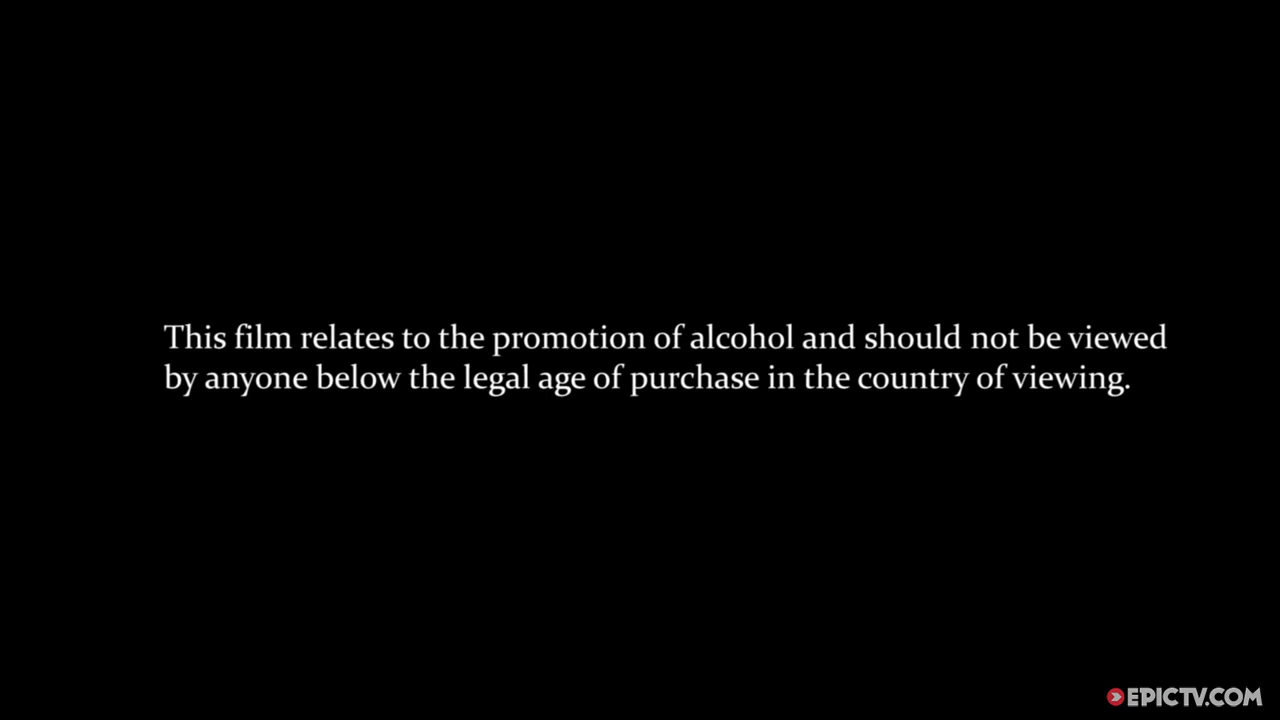 This film relates to the promotion of alcohol and should not be viewed
by anyone below the legal age of purchase in the country of viewing.
EPICTV.COM